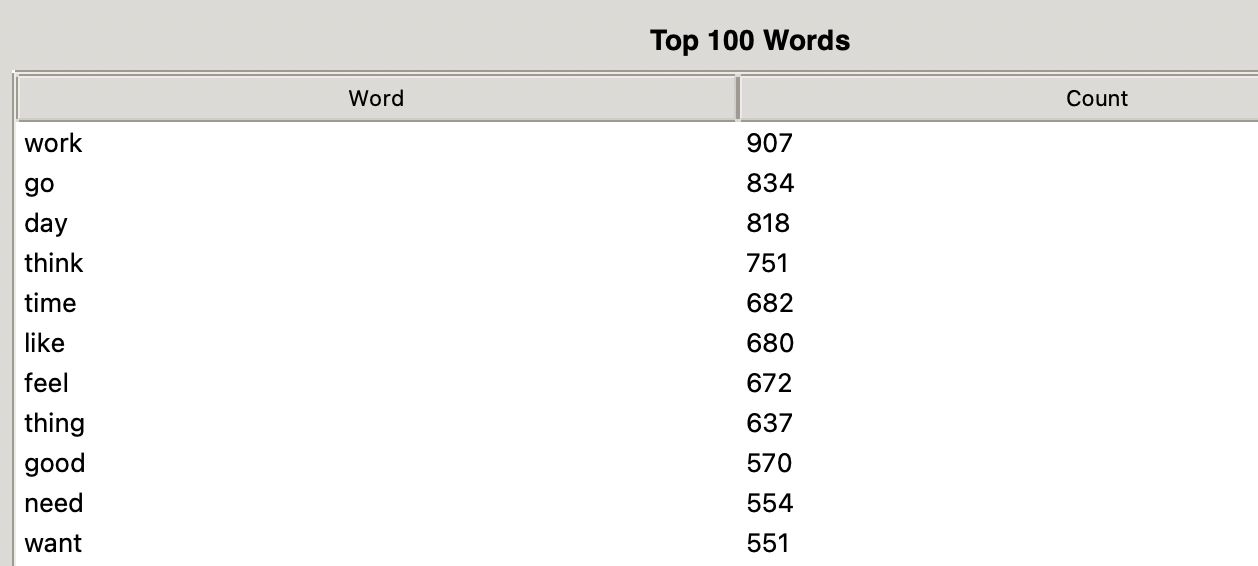 Top 100 Words
Word Count
work 907
go 834
day 818
think 751
time 682
like 680
feel 672
thing 637
good 570
need 554
want 551